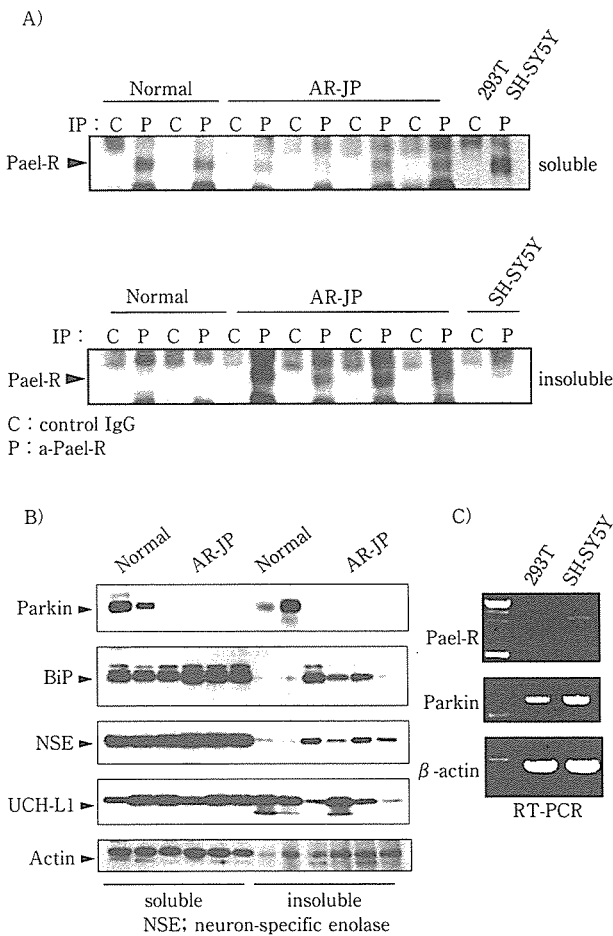 A)
Normal AR-JP 293T SH-SY5Y
IP : C P C P C P C P C P C P C P
Pael-R soluble
Normal AR-JP SH-SY5Y
IP : C P C P C P C P C P C P C P
Pael-R insoluble
C : control IgG
P : a-Pael-R
B)
Normal AR-JP Normal AR-JP
Parkin
BiP
NSE
UCH-L1
Actin
soluble insoluble
NSE; neuron-specific enolase
C)
293T SH-SY5Y
Pael-R
Parkin
β-actin
RT-PCR